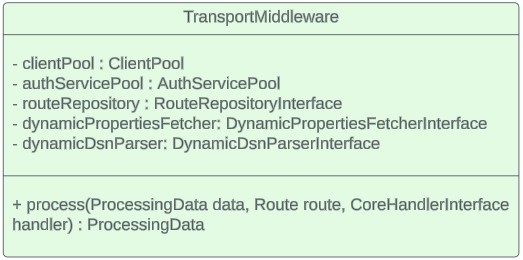 TransportMiddleware
- clientPool : ClientPool
- authServicePool : AuthServicePool
- routeRepository : RouteRepositoryInterface
- dynamicPropertiesFetcher: DynamicPropertiesFetcherInterface
- dynamicDsnParser: DynamicDsnParserInterface
+ process(ProcessingData data, Route route, CoreHandlerInterface
handler) : ProcessingData